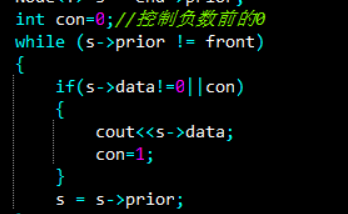 int con=0;//控制负数前的0
while (s->prior != front)
{
if(s->data!=0||con)
{
cout<<s->data;
con=1;
}
s = s->prior;